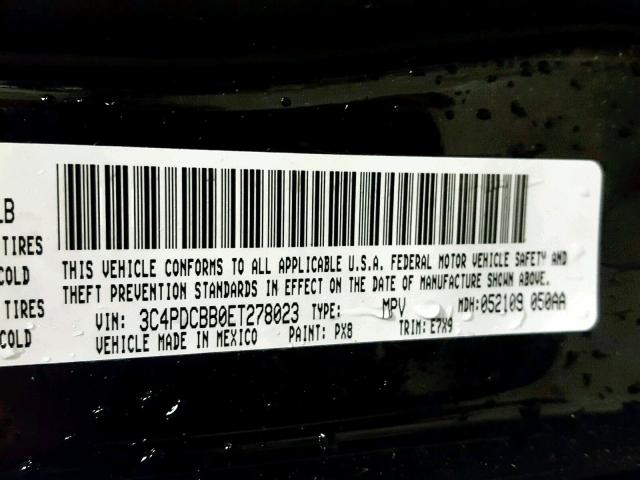 LB
TIRES
COLD
TIRES
COLD
THIS VEHICLE CONFORMS TO ALL APPLICABLE U.S.A. FEDERAL MOTOR VEHICLE SAFETY AND
THEFT PREVENTION STANDARDS IN EFFECT ON THE DATE OF MANUFACTURE SHOWN ABOVE.
VIN: 3C4PDCBB0ET278023 TYPE: MPV MDH:052109 050AA
VEHICLE MADE IN MEXICO PAINT: PX8 TRIM: E7X9